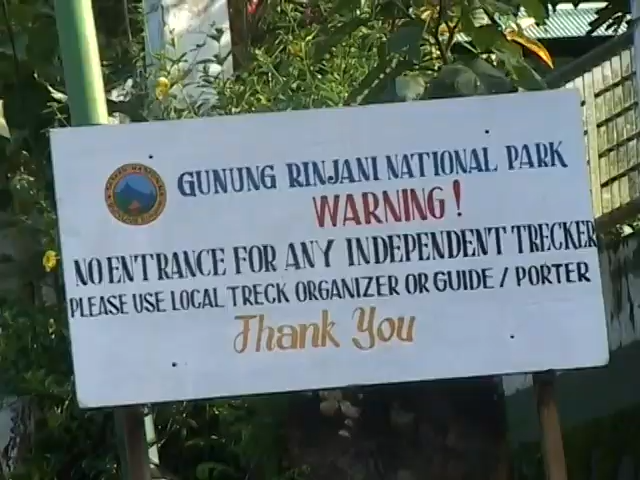 GUNUNG RINJANI NATIONAL PARK
WARNING!
NO ENTRANCE FOR ANY INDEPENDENT TRECKER
PLEASE USE LOCAL TRECK ORGANIZER OR GUIDE / PORTER
Thank You